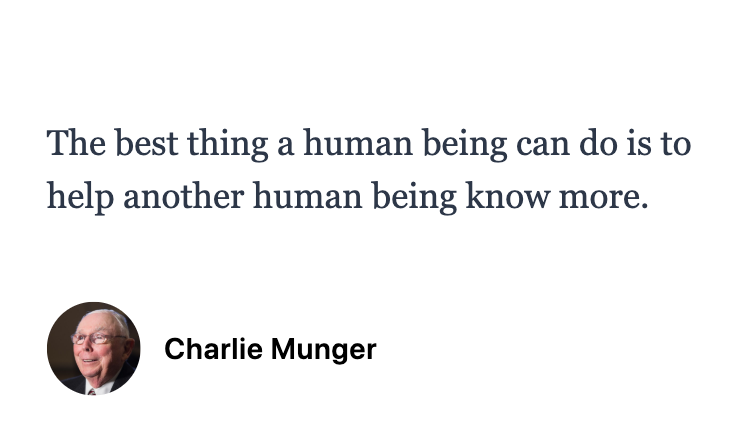 The best thing a human being can do is to
help another human being know more.
Charlie Munger